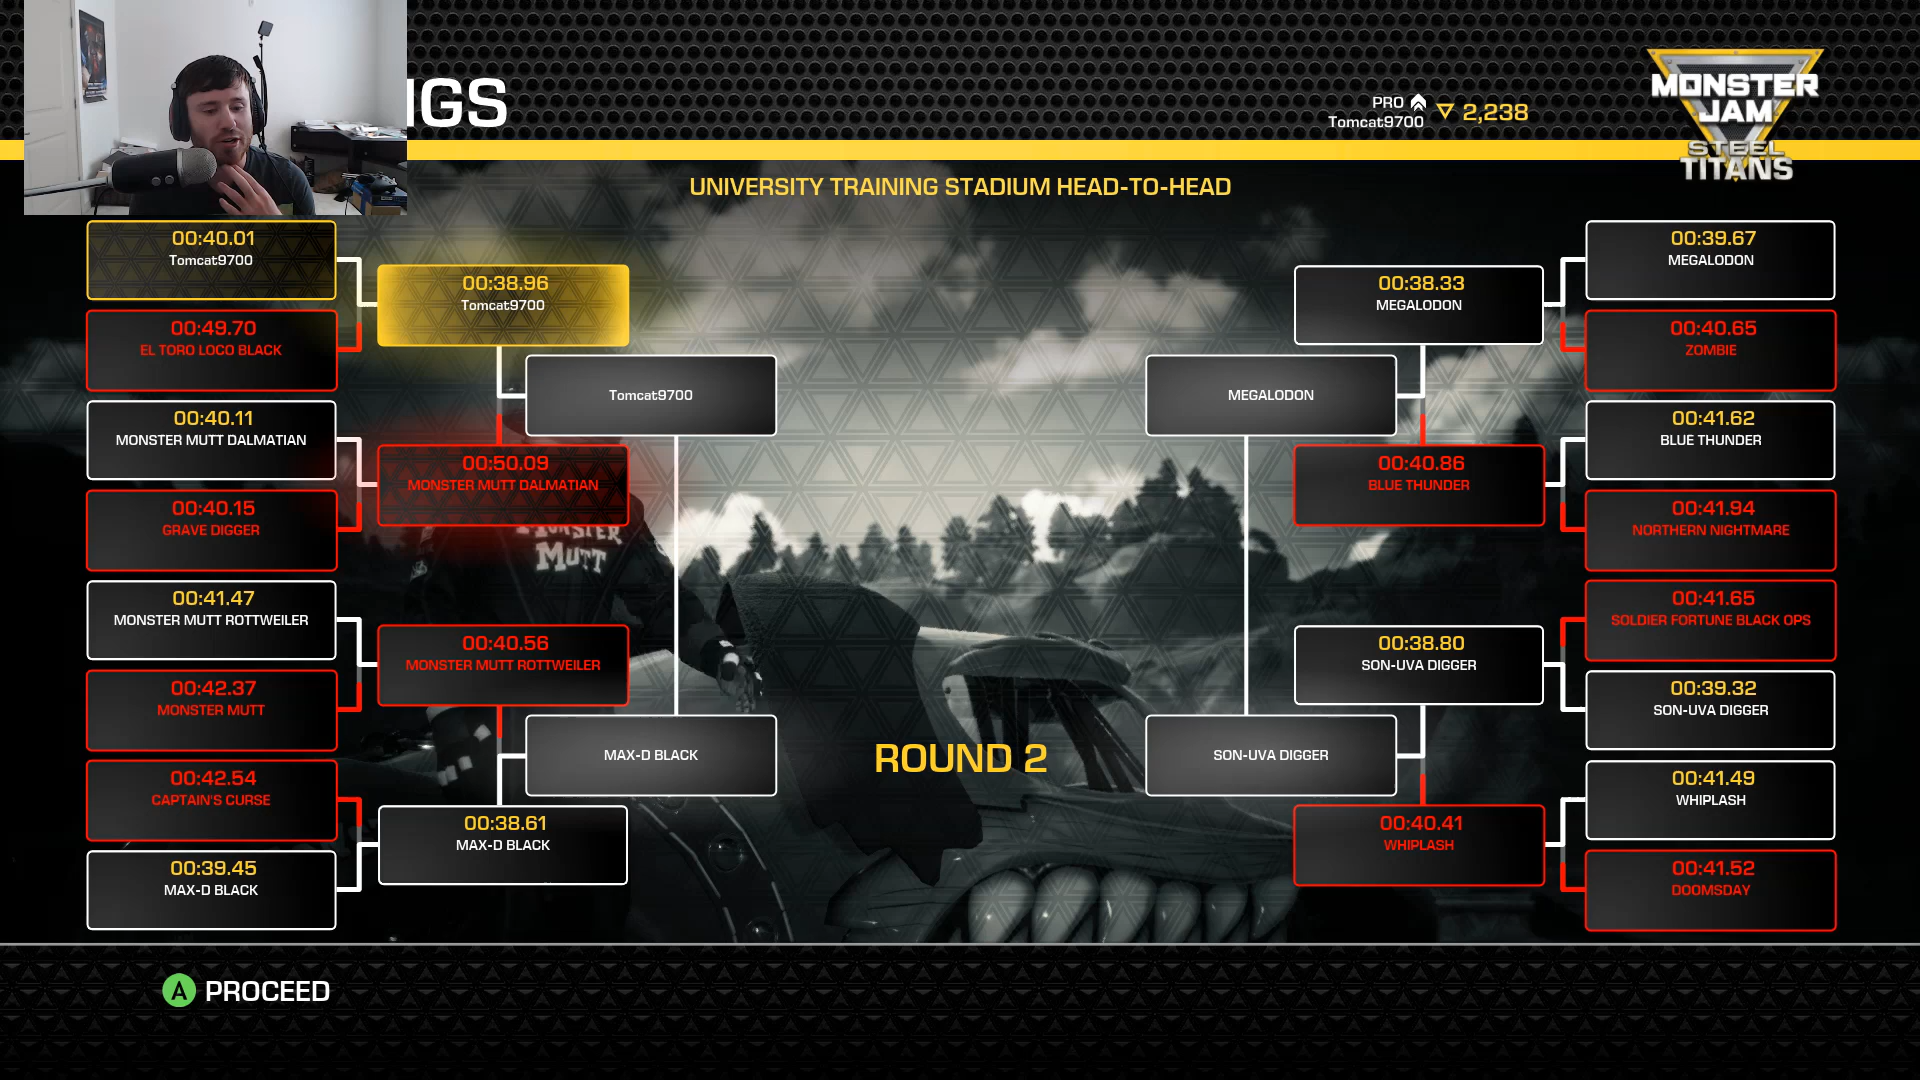 IGS
PRO
Tomcat9700
2,238
MONSTER
JAM
STEEL
TITANS
UNIVERSITY TRAINING STADIUM HEAD-TO-HEAD
00:40.01
Tomcat9700
00:49.70
EL TORO LOCO BLACK
00:40.11
MONSTER MUTT DALMATIAN
00:40.15
GRAVE DIGGER
00:41.47
MONSTER MUTT ROTTWEILER
00:42.37
MONSTER MUTT
00:42.54
CAPTAIN'S CURSE
00:39.45
MAX-D BLACK
00:38.96
Tomcat9700
00:50.09
MONSTER MUTT DALMATIAN
00:40.56
MONSTER MUTT ROTTWEILER
00:38.61
MAX-D BLACK
Tomcat9700
MAX-D BLACK
MONSTER
MUTT
ROUND 2
MEGALODON
SON-UVA DIGGER
00:38.33
MEGALODON
00:40.86
BLUE THUNDER
00:38.80
SON-UVA DIGGER
00:40.41
WHIPLASH
00:39.67
MEGALODON
00:40.65
ZOMBIE
00:41.62
BLUE THUNDER
00:41.94
NORTHERN NIGHTMARE
00:41.65
SOLDIER FORTUNE BLACK OPS
00:39.32
SON-UVA DIGGER
00:41.49
WHIPLASH
00:41.52
DOOMSDAY
A PROCEED